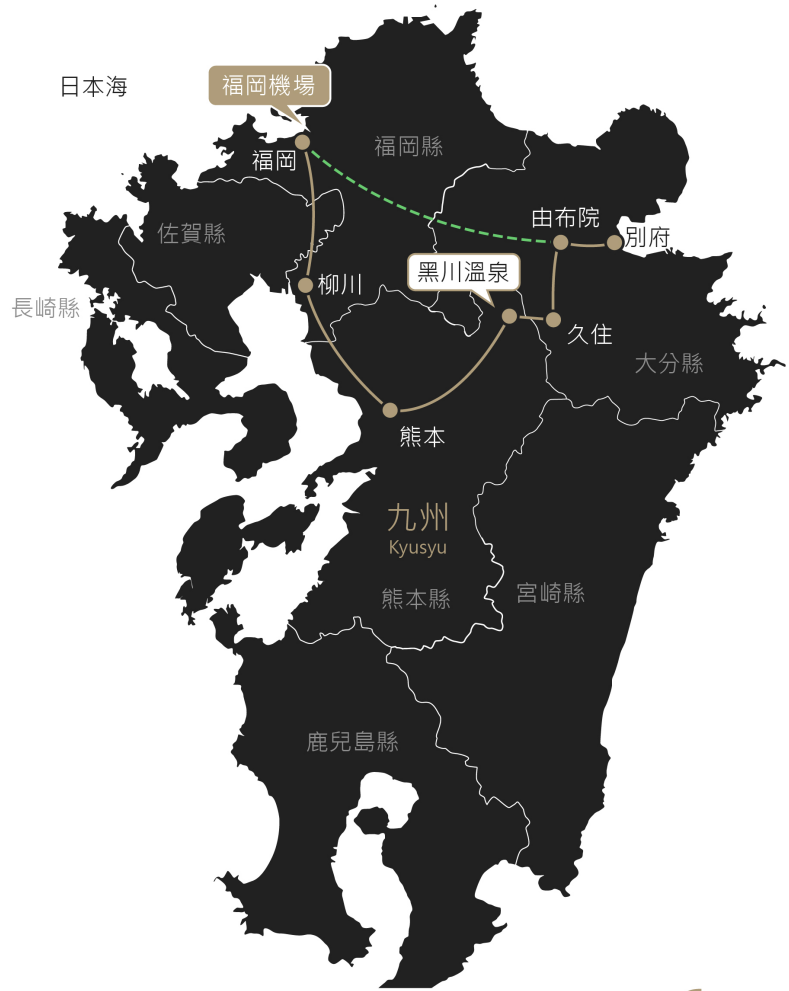 福岡機場
日本海
福岡縣
福岡
由布院
佐賀縣
別府
黑川溫泉
柳川
長崎縣
久住
大分縣
熊本
九州
Kyusyu
宮崎縣
熊本縣
鹿兒島縣